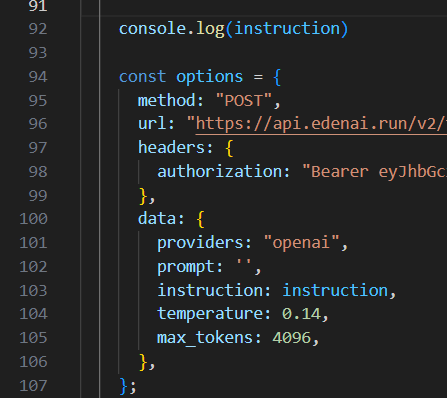 91
92 console.log(instruction)
93
94 const options = {
95 method: "POST",
96 url: "https://api.edenai.run/v2/
97 headers: {
98 authorization: "Bearer eyJhbGc
99 },
100 data: {
101 providers: "openai",
102 prompt: '',
103 instruction: instruction,
104 temperature: 0.14,
105 max_tokens: 4096,
106 },
107 };